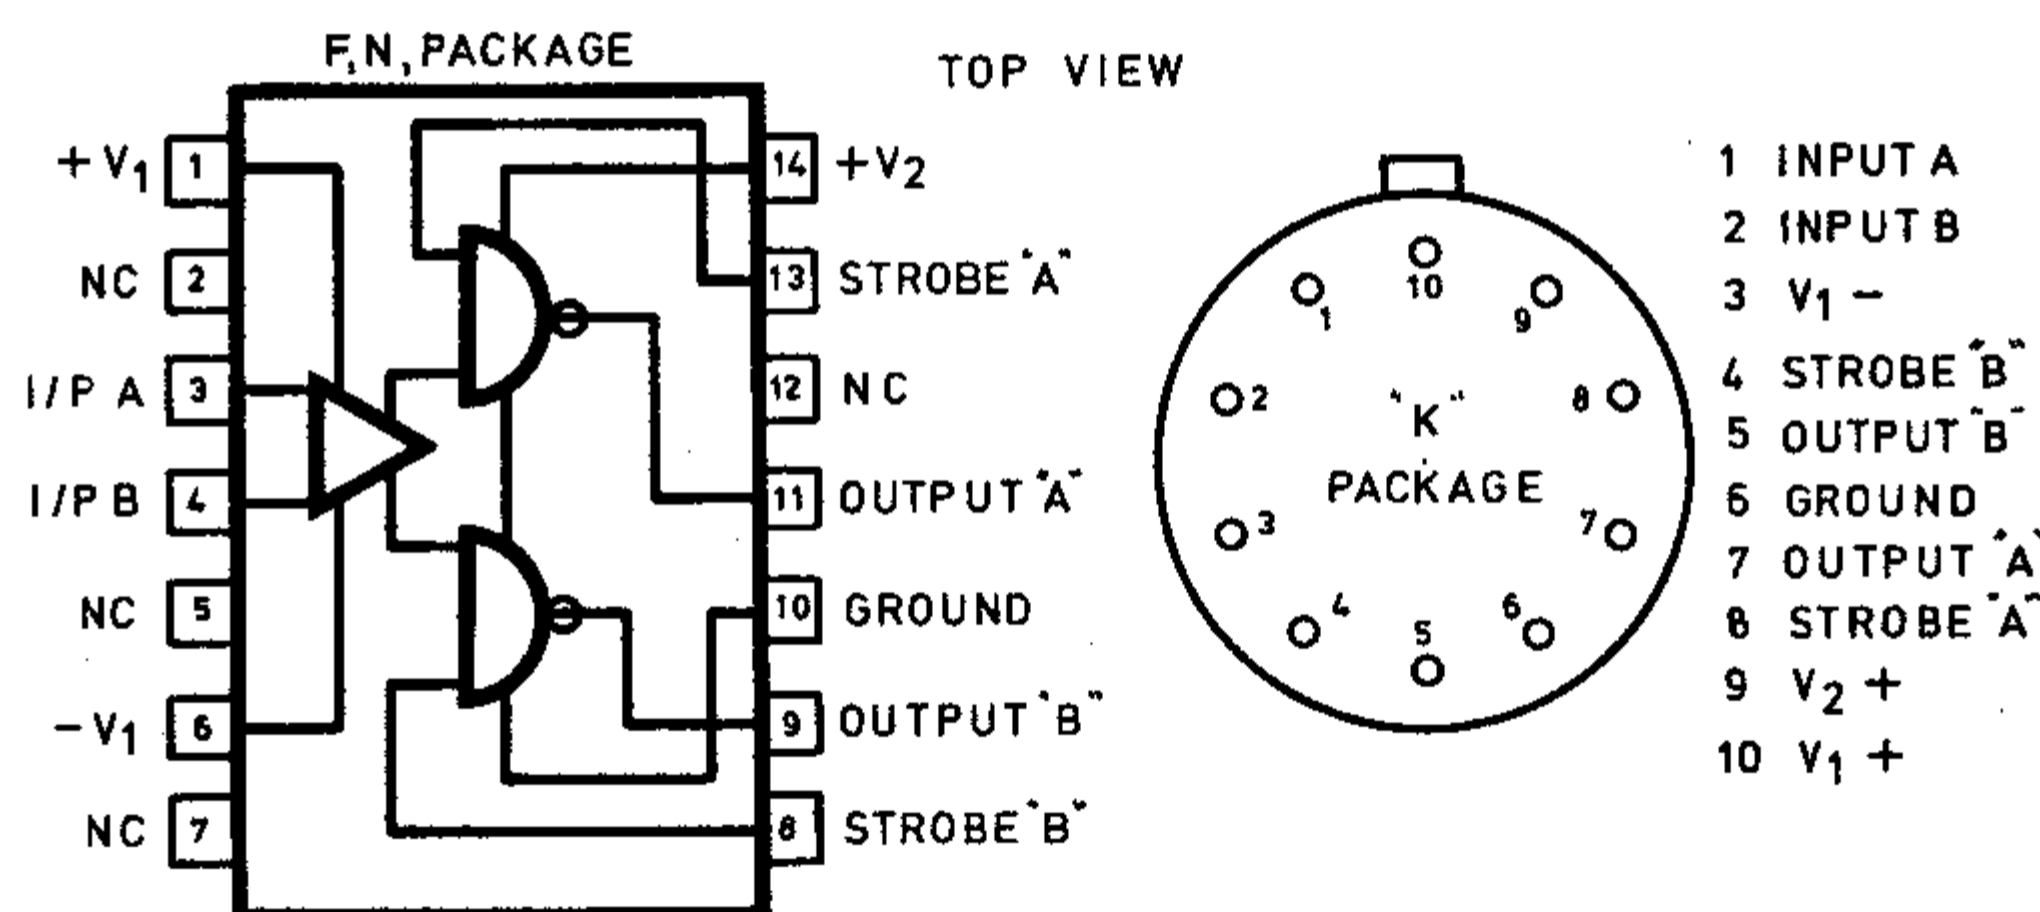 F,N,PACKAGE
TOP VIEW
+V1 1
NC 2
I/P A 3
I/P B 4
NC 5
-V1 6
NC 7
14 +V2
13 STROBE "A"
12 NC
11 OUTPUT "A"
10 GROUND
9 OUTPUT "B"
8 STROBE "B"
10
1
9
2
8
3
7
4
6
5
"K"
PACKAGE
1 INPUT A
2 INPUT B
3 V1 -
4 STROBE "B"
5 OUTPUT "B"
6 GROUND
7 OUTPUT "A"
8 STROBE "A"
9 V2 +
10 V1 +